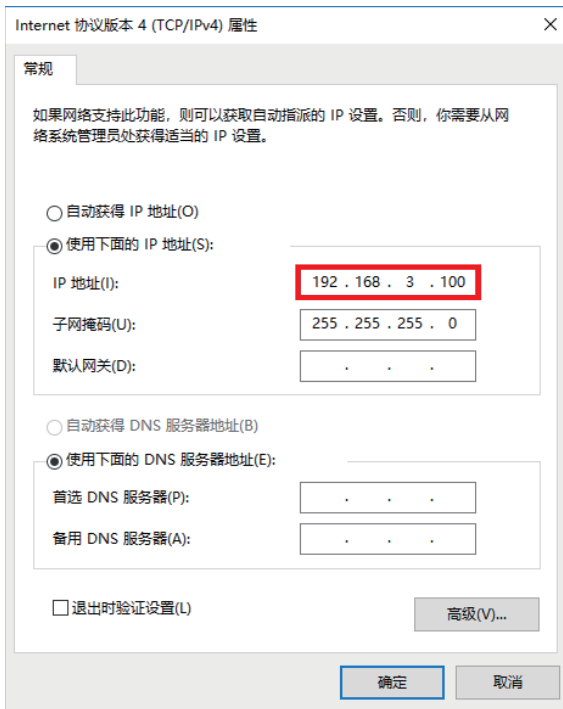 Internet 协议版本 4 (TCP/IPv4) 属性
常规
如果网络支持此功能，则可以获取自动指派的 IP 设置。否则，你需要从网
络系统管理员处获得适当的 IP 设置。
自动获得 IP 地址(O)
使用下面的 IP 地址(S):
IP 地址(I): 192 . 168 . 3 . 100
子网掩码(U): 255 . 255 . 255 . 0
默认网关(D): . . .
自动获得 DNS 服务器地址(B)
使用下面的 DNS 服务器地址(E):
首选 DNS 服务器(P): . . .
备用 DNS 服务器(A): . . .
退出时验证设置(L)
高级(V)...
确定 取消